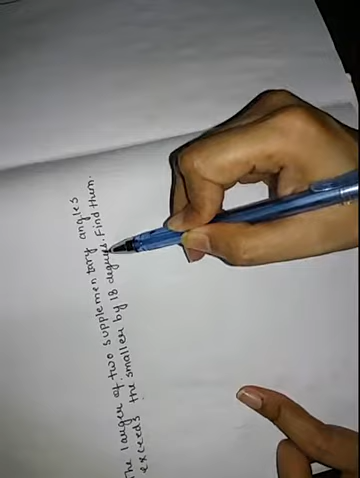 The larger of two supplementary angles
exceeds the smaller by 18 degrees. Find them.